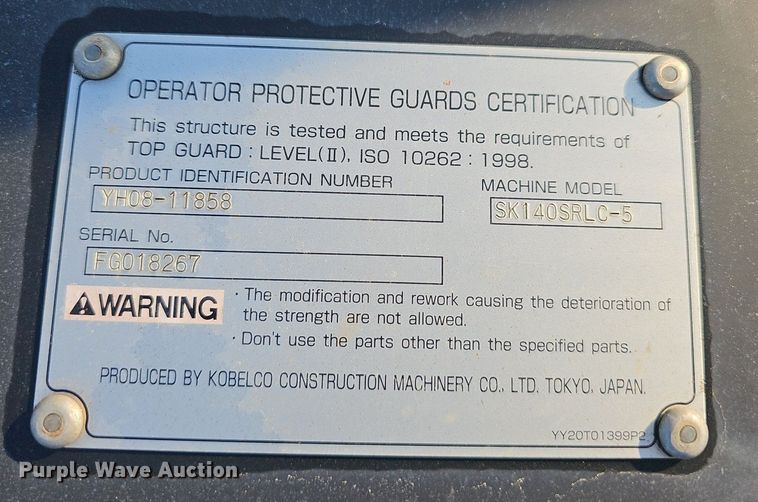 OPERATOR PROTECTIVE GUARDS CERTIFICATION
This structure is tested and meets the requirements of
TOP GUARD : LEVEL(Ⅱ), ISO 10262 : 1998.
PRODUCT IDENTIFICATION NUMBER
MACHINE MODEL
YH08-11858
SK140SRLC-5
SERIAL No.
FG018267
WARNING
· The modification and rework causing the deterioration of
the strength are not allowed.
· Don't use the parts other than the specified parts.
PRODUCED BY KOBELCO CONSTRUCTION MACHINERY CO., LTD. TOKYO, JAPAN.
YY20T01399P2
Purple Wave Auction.